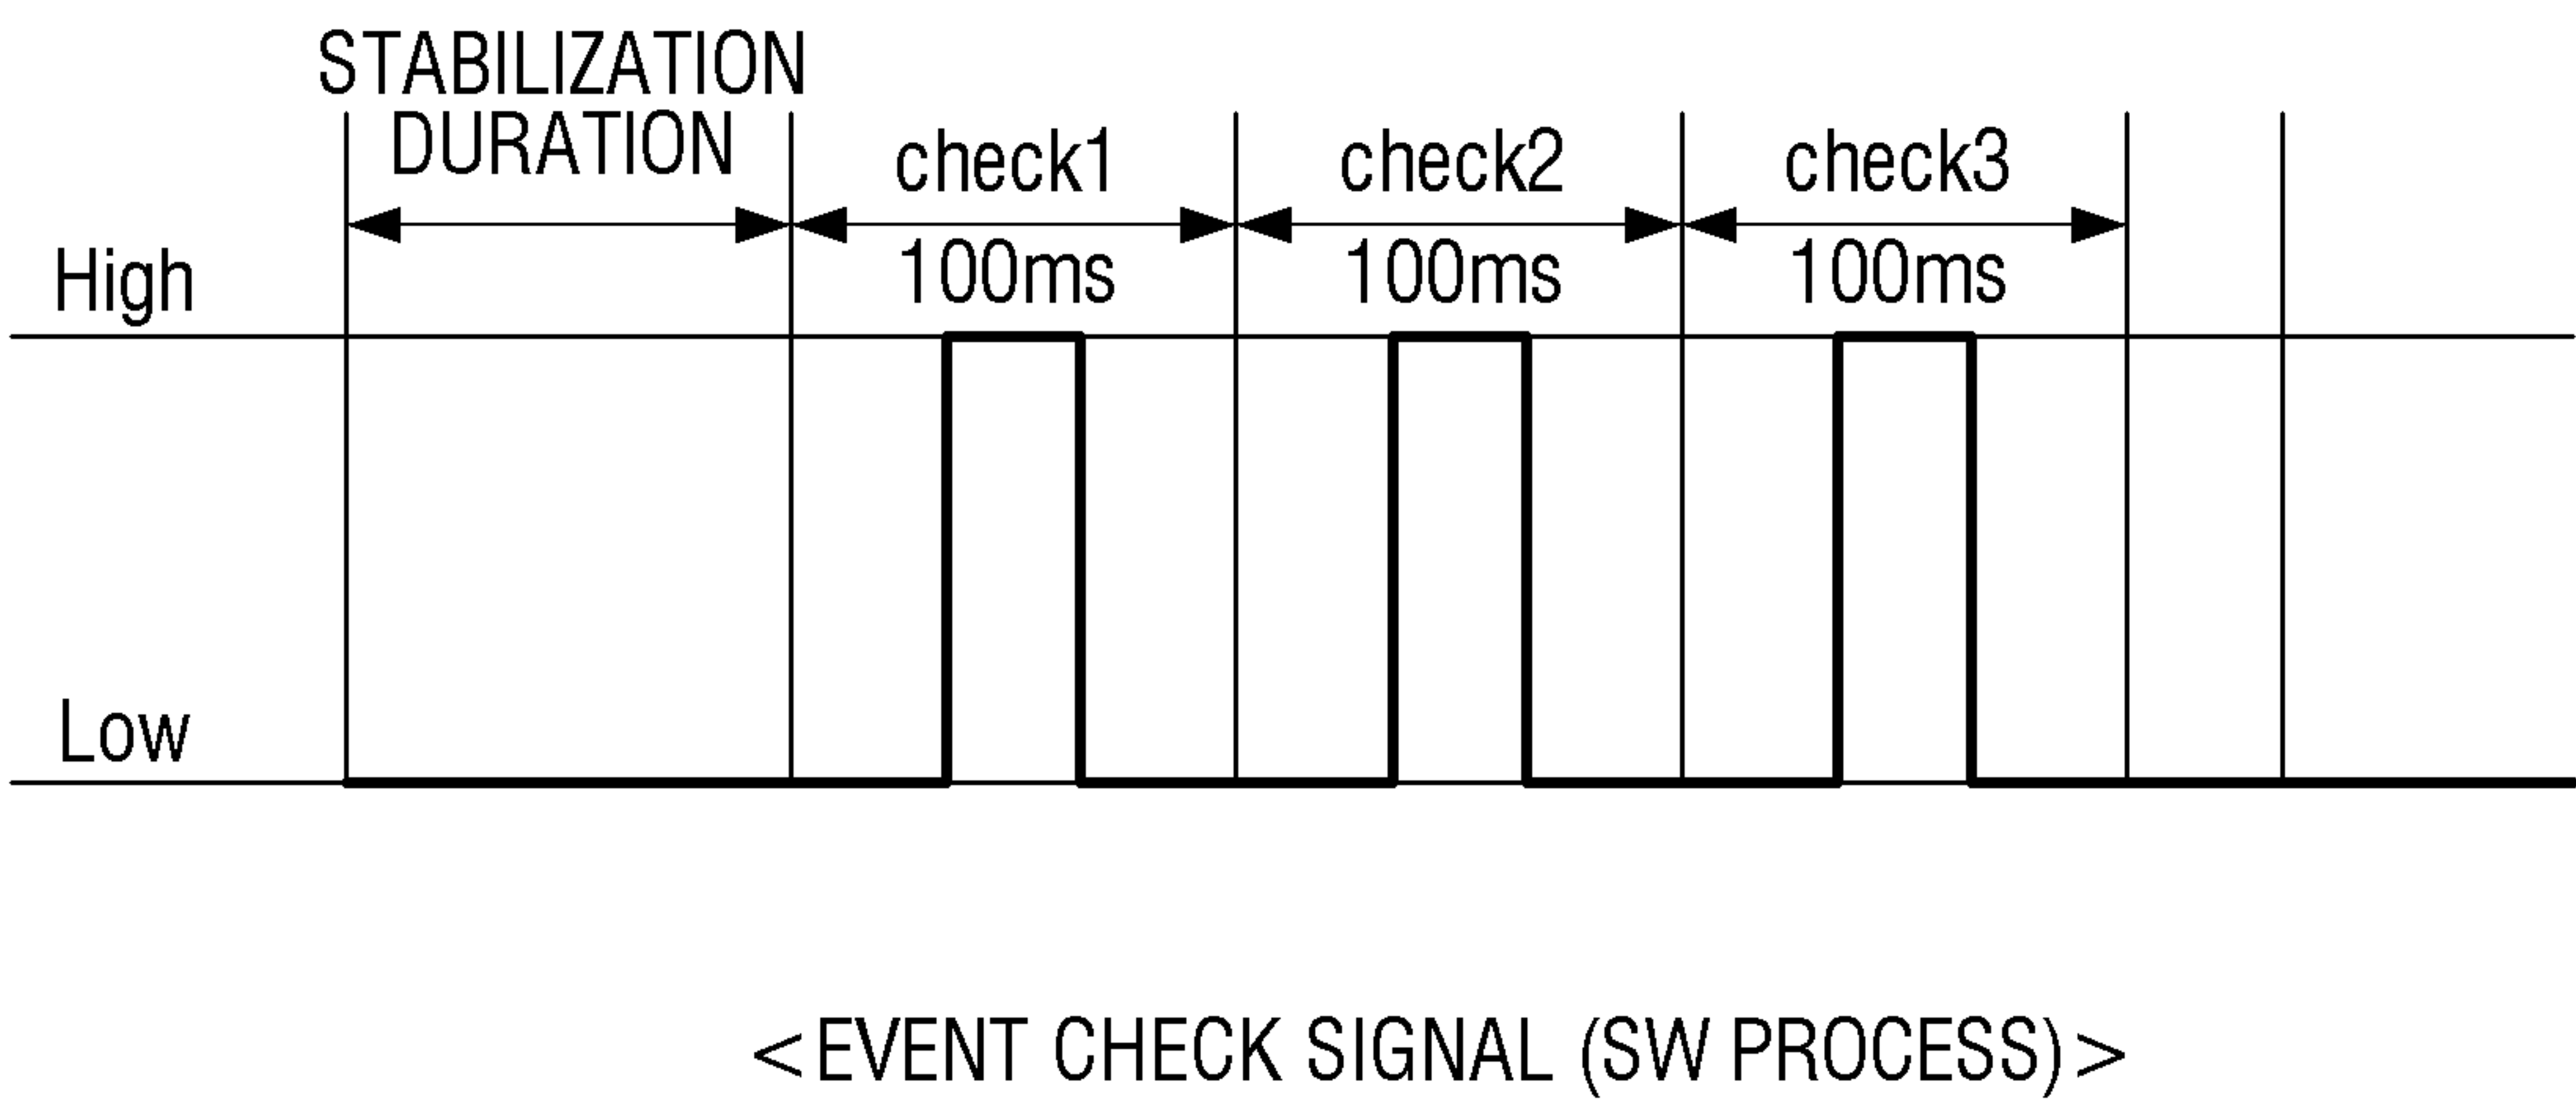 STABILIZATION
DURATION
check1
check2
check3
High
100ms
100ms
100ms
Low
<EVENT CHECK SIGNAL (SW PROCESS)>